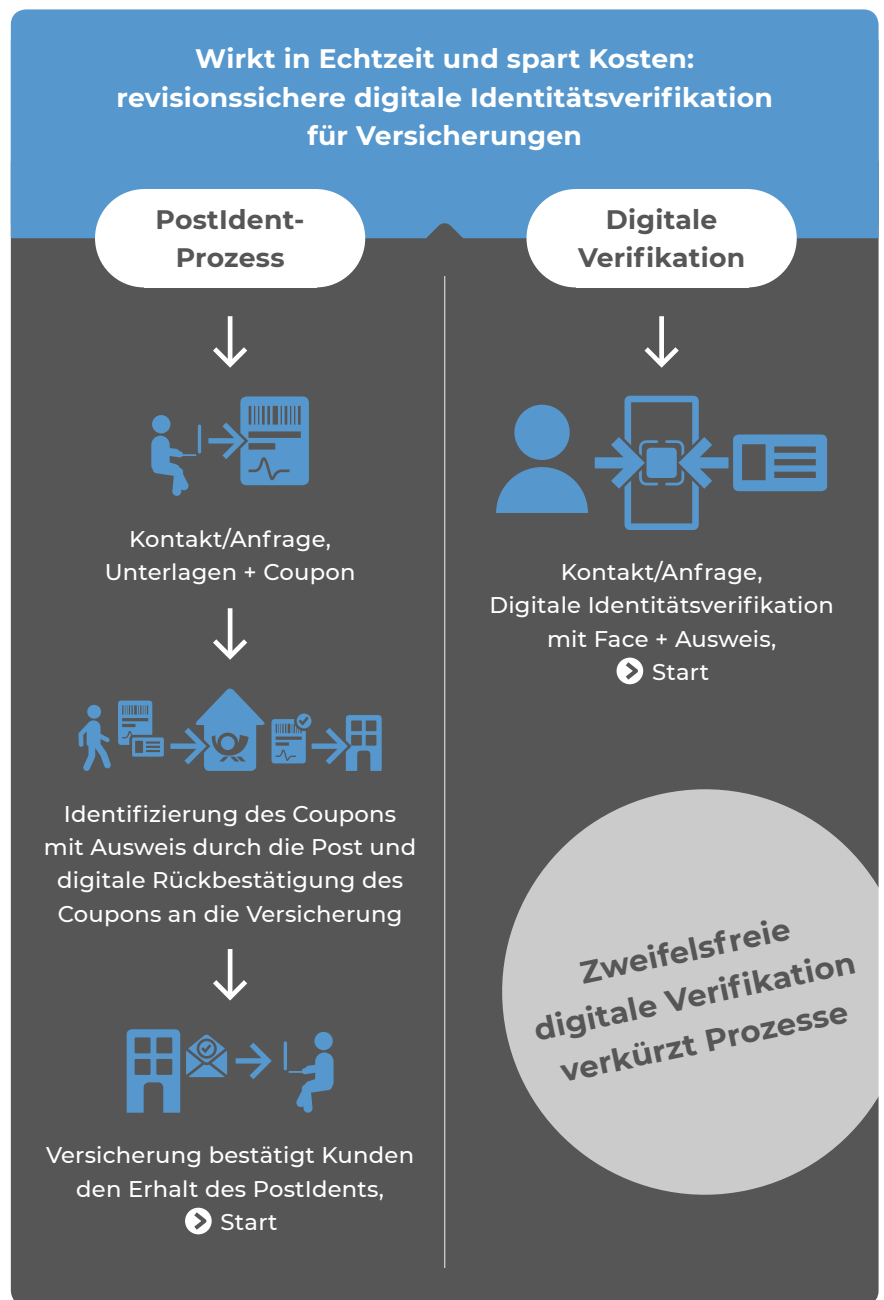 Wirkt in Echtzeit und spart Kosten:
revisionssichere digitale Identitätsverifikation
für Versicherungen
PostIdent-
Prozess
Kontakt/Anfrage,
Unterlagen + Coupon
Identifizierung des Coupons
mit Ausweis durch die Post und
digitale Rückbestätigung des
Coupons an die Versicherung
Versicherung bestätigt Kunden
den Erhalt des PostIdents,
Start
Digitale
Verifikation
Kontakt/Anfrage,
Digitale Identitätsverifikation
mit Face + Ausweis,
Start
Zweifelsfreie
digitale Verifikation
verkürzt Prozesse